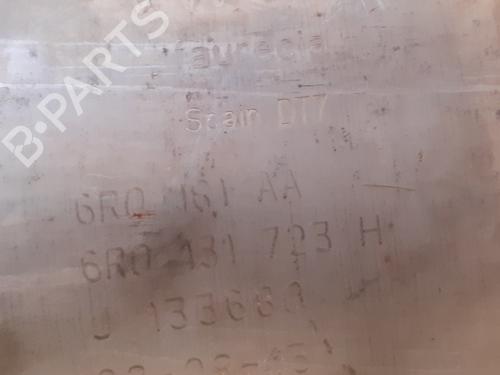 B-PARTS
faurecia
Spain DT7
6R0 181 AA
6R0 131 723 H
J 133680